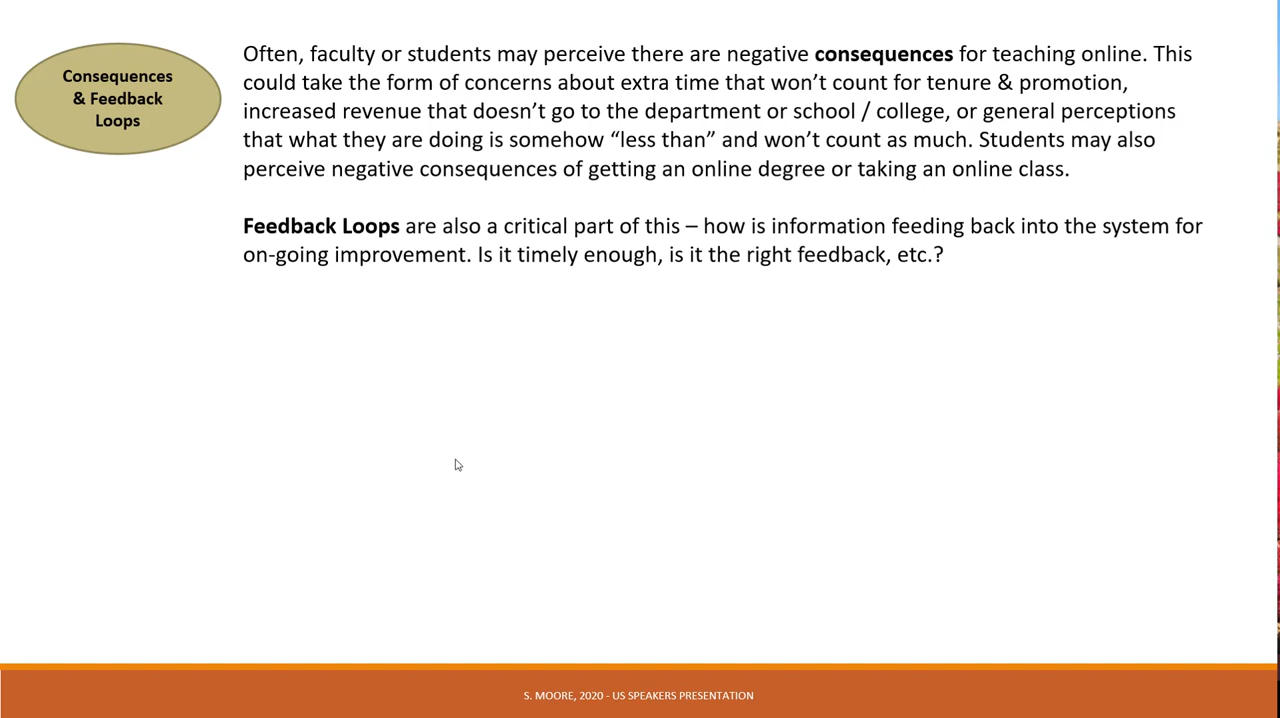 Consequences
& Feedback
Loops
Often, faculty or students may perceive there are negative consequences for teaching online. This
could take the form of concerns about extra time that won’t count for tenure & promotion,
increased revenue that doesn’t go to the department or school / college, or general perceptions
that what they are doing is somehow “less than” and won’t count as much. Students may also
perceive negative consequences of getting an online degree or taking an online class.
Feedback Loops are also a critical part of this – how is information feeding back into the system for
on-going improvement. Is it timely enough, is it the right feedback, etc.?
S. MOORE, 2020 - US SPEAKERS PRESENTATION